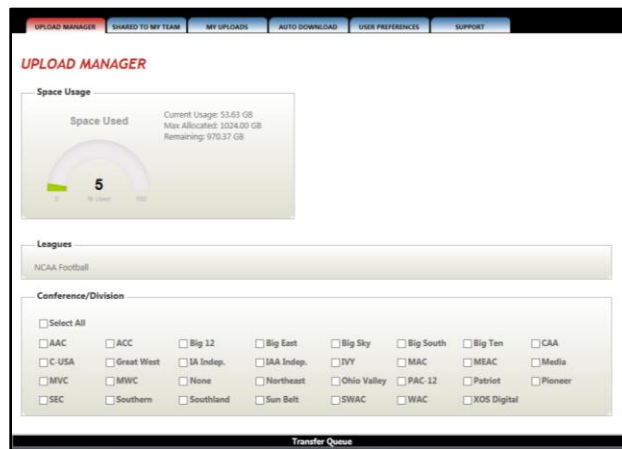 UPLOAD MANAGER SHARED TO MY TEAM MY UPLOADS AUTO DOWNLOAD USER PREFERENCES SUPPORT
UPLOAD MANAGER
Space Usage
Space Used
Current Usage: 53.63 GB
Max Allocated: 1024.00 GB
Remaining: 970.37 GB
5
0 % Used 100
Leagues
NCAA Football
Conference/Division
Select All
AAC ACC Big 12 Big East Big Sky Big South Big Ten CAA
C-USA Great West IA Indep. IAA Indep. IVY MAC MEAC Media
MVC MWC None Northeast Ohio Valley PAC-12 Patriot Pioneer
SEC Southern Southland Sun Belt SWAC WAC XOS Digital
Transfer Queue